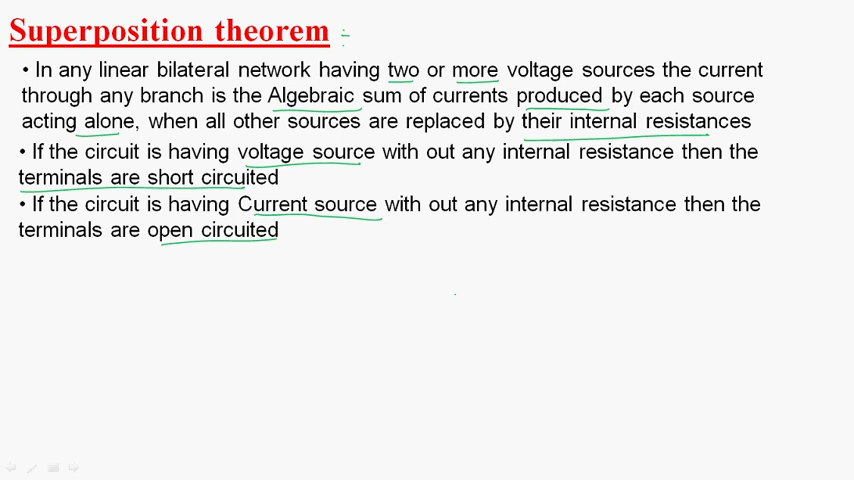 Superposition theorem :-
• In any linear bilateral network having two or more voltage sources the current
through any branch is the Algebraic sum of currents produced by each source
acting alone, when all other sources are replaced by their internal resistances
• If the circuit is having voltage source with out any internal resistance then the
terminals are short circuited
• If the circuit is having Current source with out any internal resistance then the
terminals are open circuited